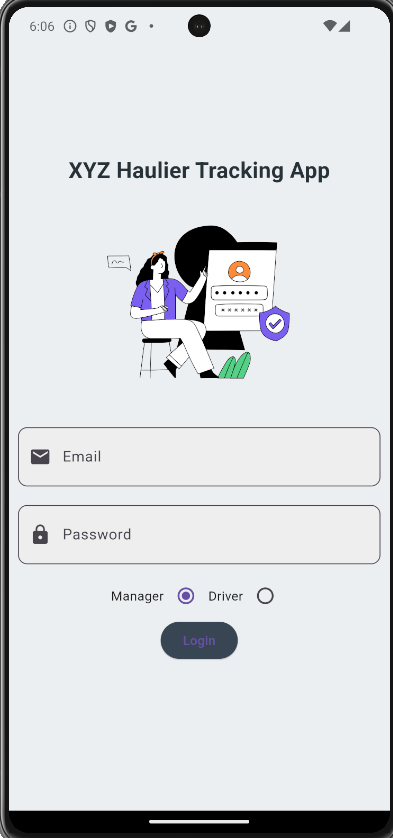 6:06
XYZ Haulier Tracking App
Email
Password
Manager Driver
Login